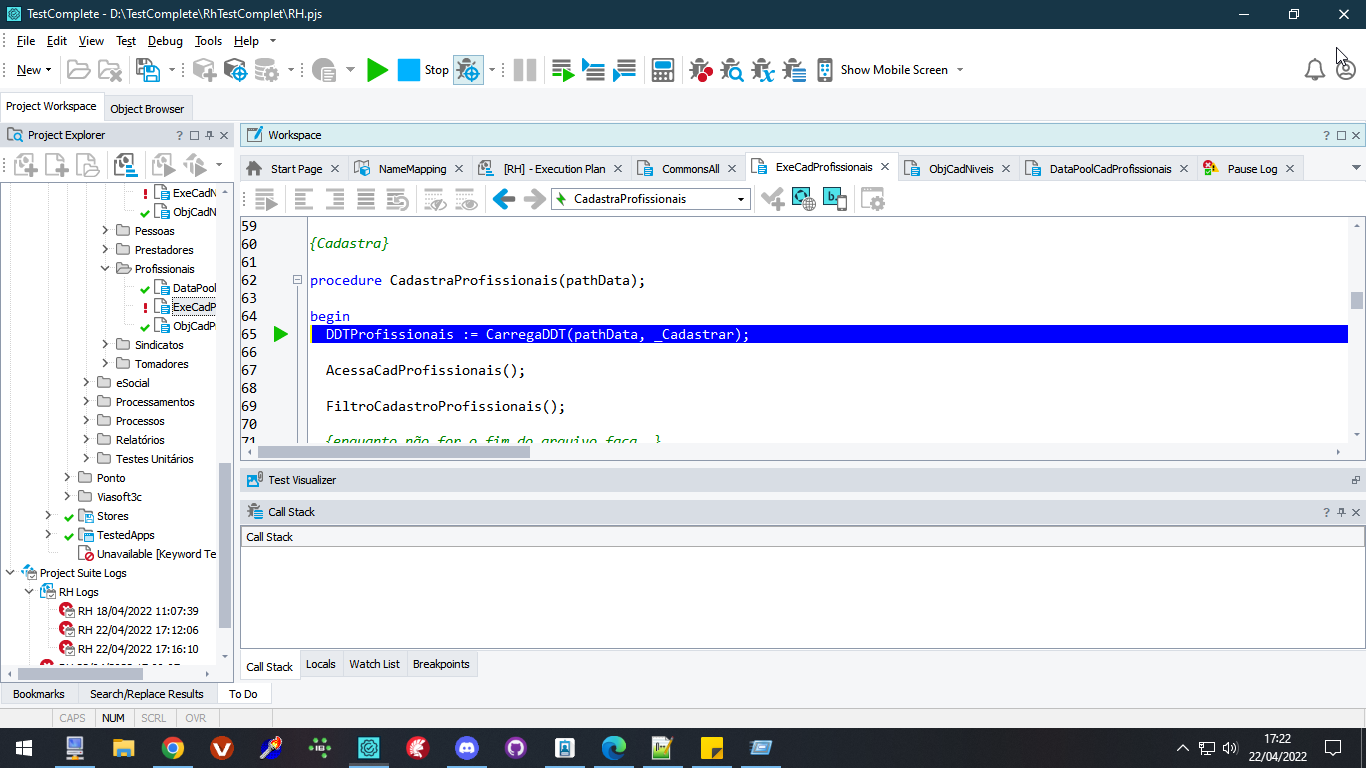 TestComplete - D:\TestComplete\RhTestComplet\RH.pjs
File Edit View Test Debug Tools Help
New Stop Show Mobile Screen
Project Workspace Object Browser
Project Explorer ?
Workspace ?
Start Page NameMapping [RH] - Execution Plan CommonsAll ExeCadProfissionais ObjCadNiveis DataPoolCadProfissionais Pause Log
CadastraProfissionais
ExeCadN
ObjCadN
Pessoas
Prestadores
Profissionais
DataPool
ExeCadP
ObjCadP
Sindicatos
Tomadores
eSocial
Processamentos
Processos
Relatórios
Testes Unitários
Ponto
Viasoft3c
Stores
TestedApps
Unavailable [Keyword Te
Project Suite Logs
RH Logs
RH 18/04/2022 11:07:39
RH 22/04/2022 17:12:06
RH 22/04/2022 17:16:10
59
60 {Cadastra}
61
62 procedure CadastraProfissionais(pathData);
63
64 begin
65 DDTProfissionais := CarregaDDT(pathData, _Cadastrar);
66
67 AcessaCadProfissionais();
68
69 FiltroCadastroProfissionais();
70
71 {enquanto não for o fim do arquivo faça..}
Test Visualizer
Call Stack ?
Call Stack
Call Stack Locals Watch List Breakpoints
Bookmarks Search/Replace Results To Do
CAPS NUM SCRL OVR
17:22
22/04/2022